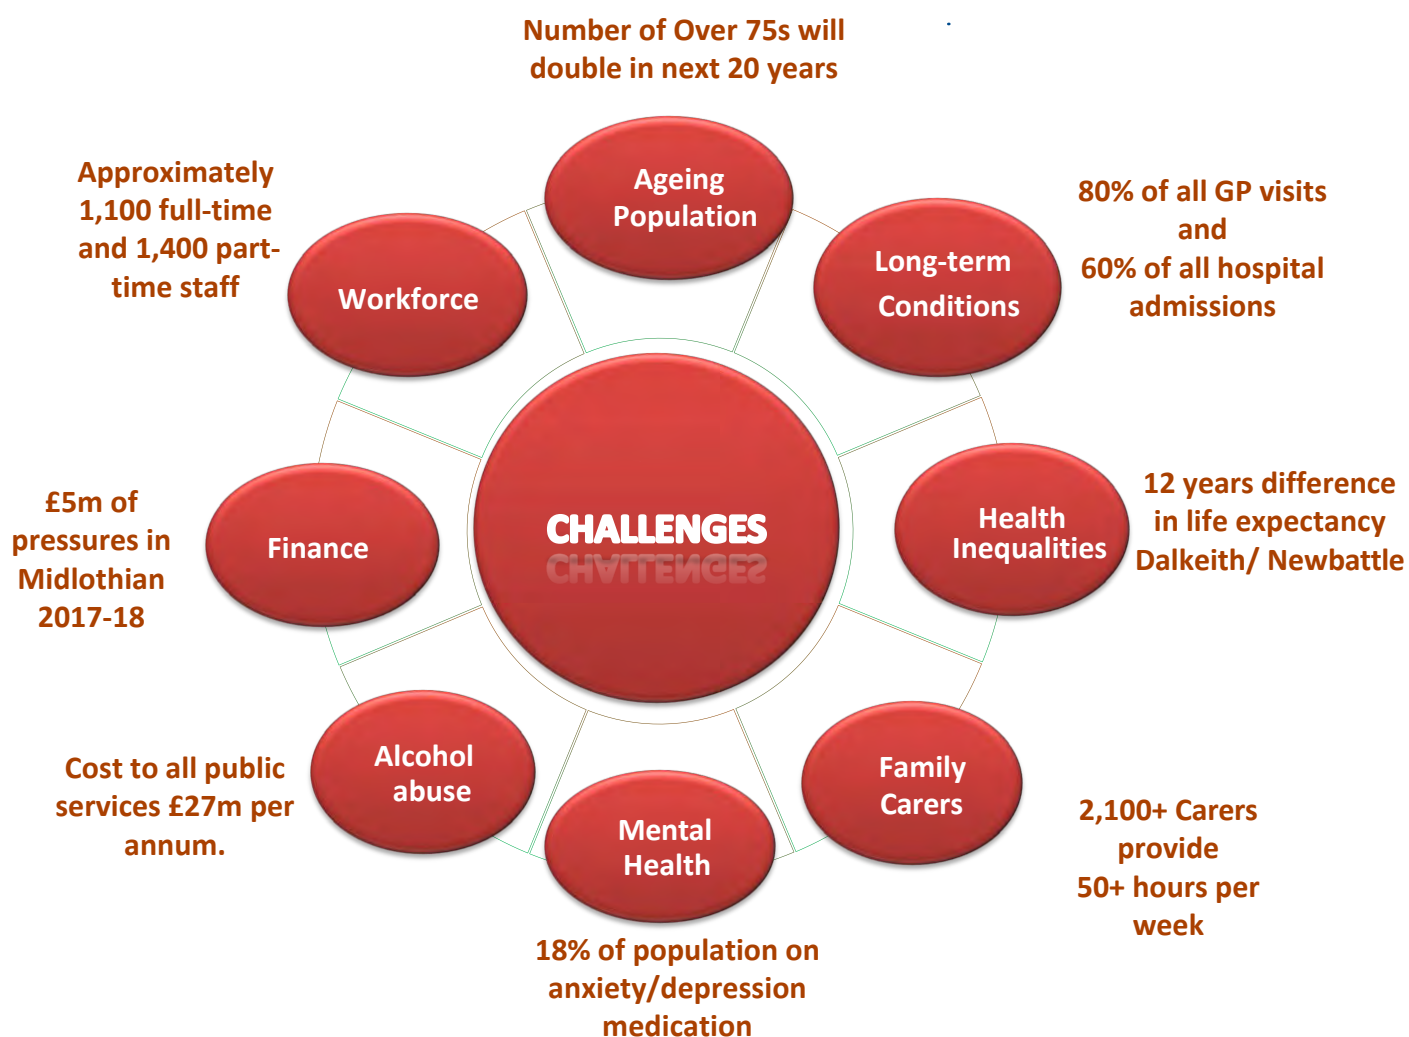 Number of Over 75s will
double in next 20 years
Ageing
Population
80% of all GP visits
and
60% of all hospital
admissions
Long-term
Conditions
12 years difference
in life expectancy
Dalkeith/ Newbattle
Health
Inequalities
2,100+ Carers
provide
50+ hours per
week
Family
Carers
Mental
Health
18% of population on
anxiety/depression
medication
Alcohol
abuse
Cost to all public
services £27m per
annum.
Finance
£5m of
pressures in
Midlothian
2017-18
Workforce
Approximately
1,100 full-time
and 1,400 part-
time staff
CHALLENGES